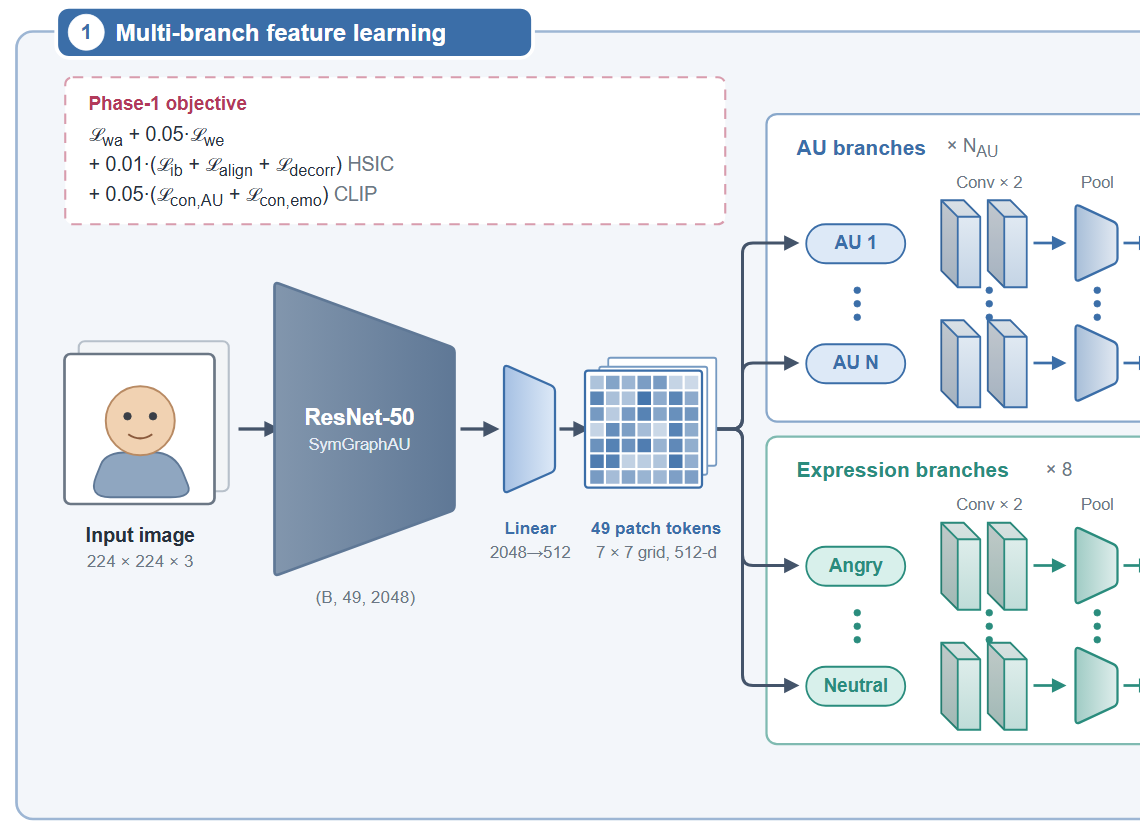 1 Multi-branch feature learning
Phase-1 objective
ℒwa + 0.05·ℒwe
+ 0.01·(ℒib + ℒalign + ℒdecorr) HSIC
+ 0.05·(ℒcon,AU + ℒcon,emo) CLIP
Input image
224 × 224 × 3
ResNet-50
SymGraphAU
(B, 49, 2048)
Linear
2048→512
49 patch tokens
7 × 7 grid, 512-d
AU branches × NAU
Conv × 2 Pool
AU 1
AU N
Expression branches × 8
Conv × 2 Pool
Angry
Neutral